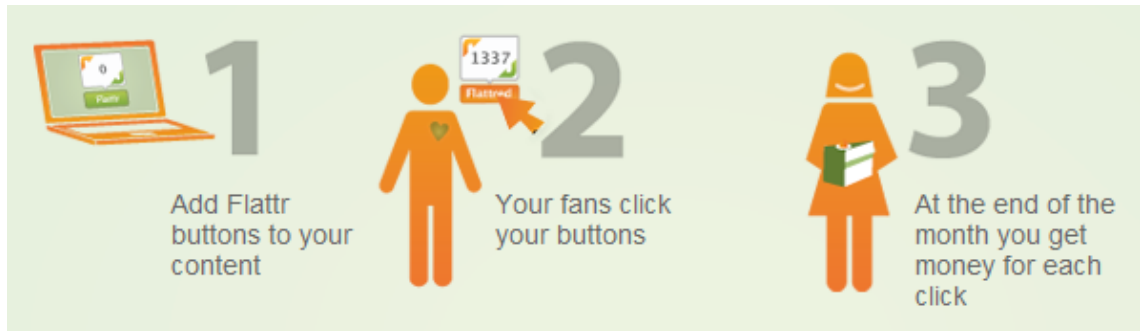 1
0
Flattr
Add Flattr
buttons to your
content
1337
Flattred
2
Your fans click
your buttons
3
At the end of the
month you get
money for each
click